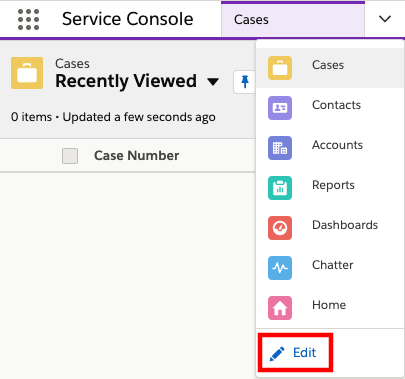 Service Console
Cases
Cases
Recently Viewed
0 items • Updated a few seconds ago
Case Number
Cases
Contacts
Accounts
Reports
Dashboards
Chatter
Home
Edit